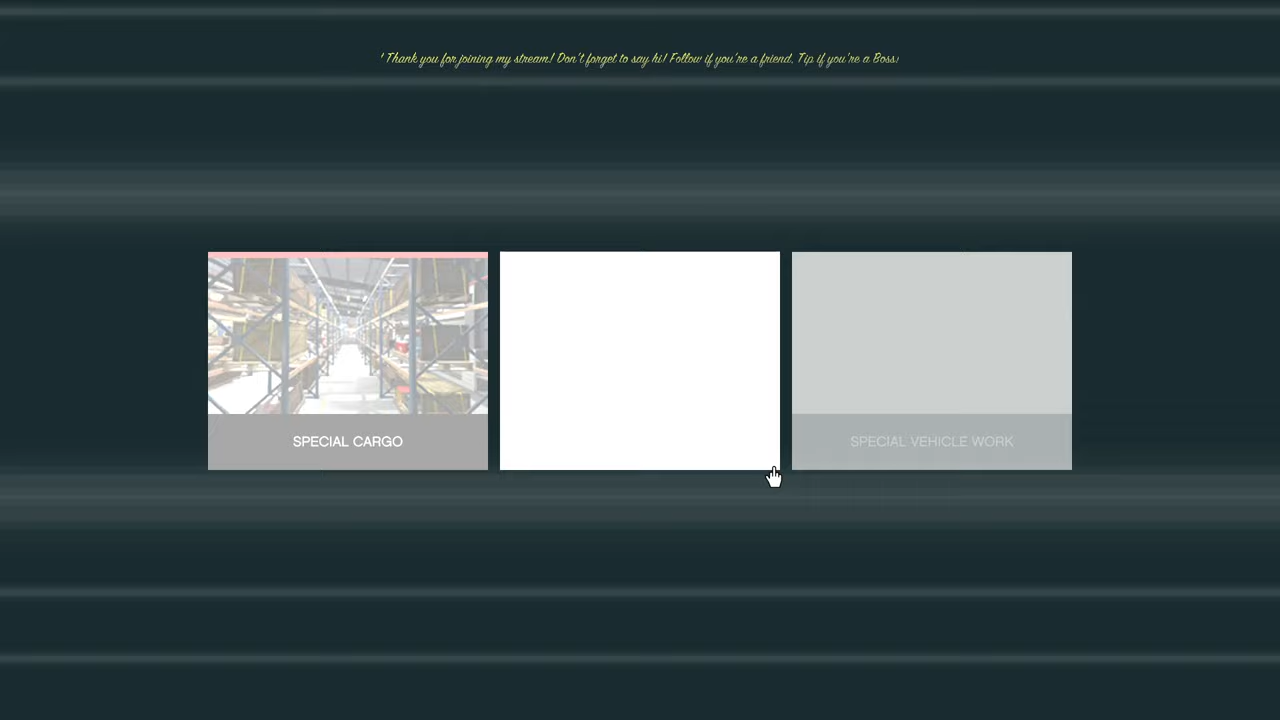 ' Thank you for joining my stream! Don't forget to say hi! Follow if you're a friend, Tip if you're a Boss!
SPECIAL CARGO
SPECIAL VEHICLE WORK